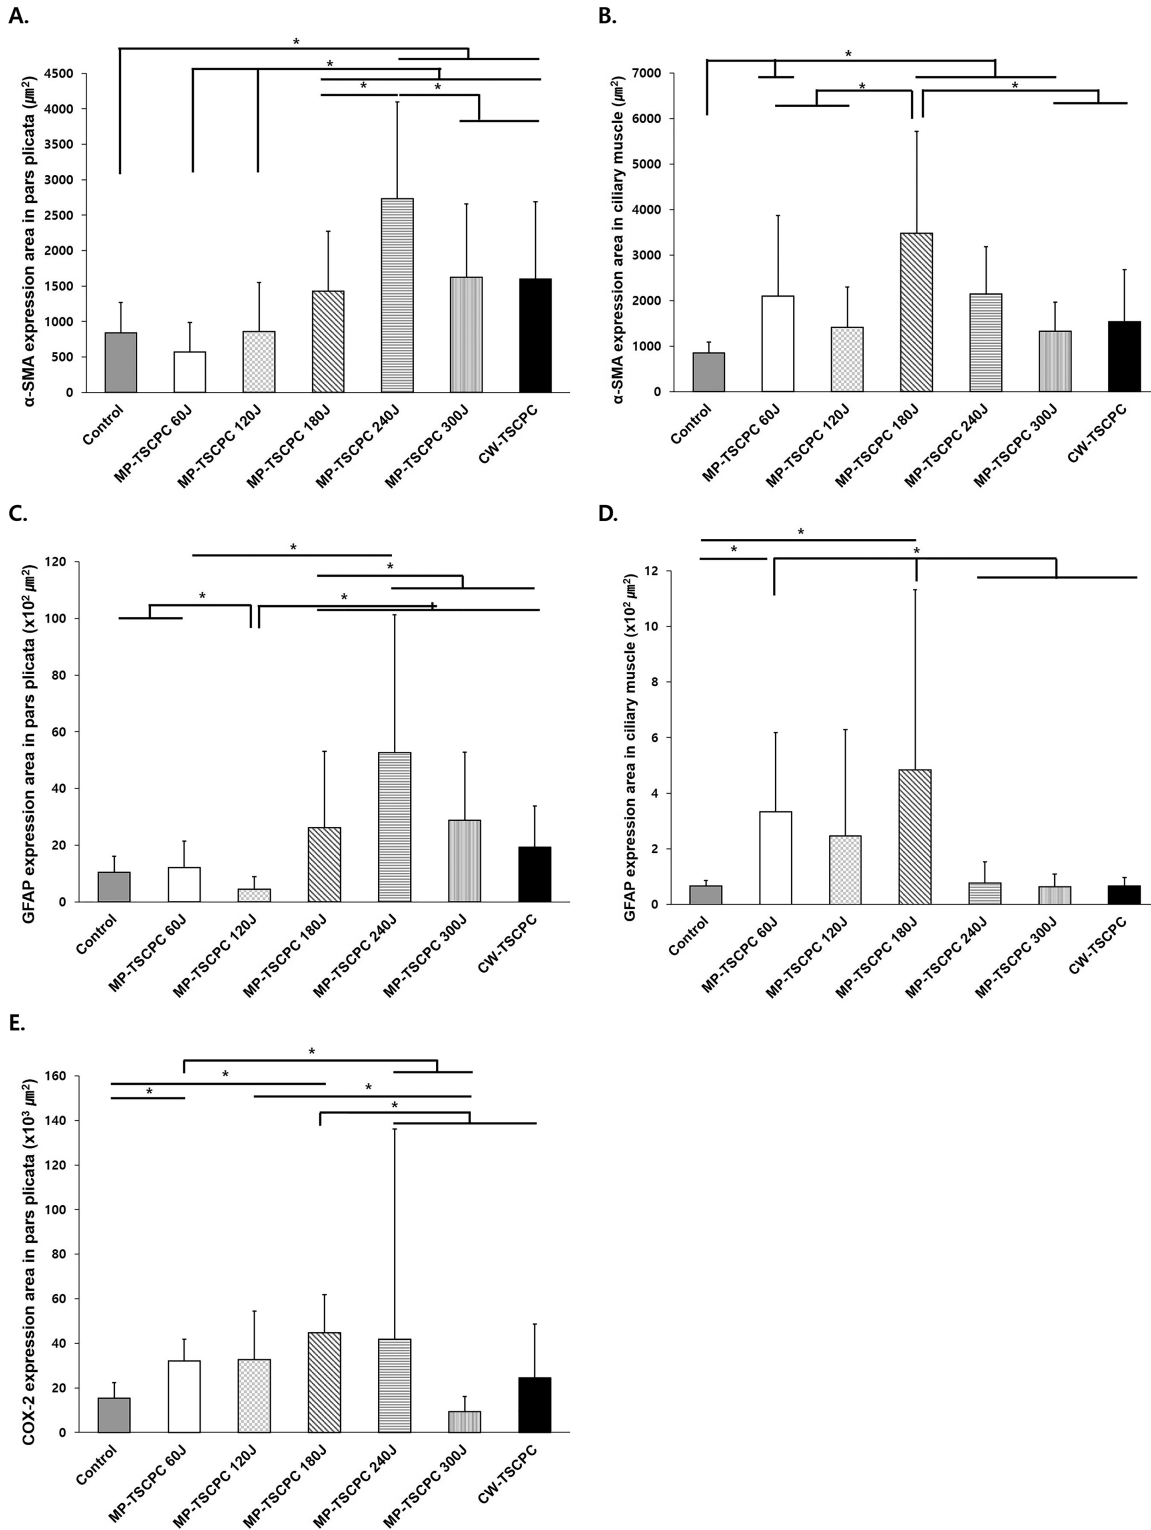 A.
*
*
*
*
α-SMA expression area in pars plicata (㎛²)
4500
4000
3500
3000
2500
2000
1500
1000
500
0
Control
MP-TSCPC 60J
MP-TSCPC 120J
MP-TSCPC 180J
MP-TSCPC 240J
MP-TSCPC 300J
CW-TSCPC
B.
*
*
*
α-SMA expression area in ciliary muscle (㎛²)
7000
6000
5000
4000
3000
2000
1000
0
Control
MP-TSCPC 60J
MP-TSCPC 120J
MP-TSCPC 180J
MP-TSCPC 240J
MP-TSCPC 300J
CW-TSCPC
C.
*
*
*
*
GFAP expression area in pars plicata (x10² ㎛²)
120
100
80
60
40
20
0
Control
MP-TSCPC 60J
MP-TSCPC 120J
MP-TSCPC 180J
MP-TSCPC 240J
MP-TSCPC 300J
CW-TSCPC
D.
*
*
*
GFAP expression area in ciliary muscle (x10² ㎛²)
12
10
8
6
4
2
0
Control
MP-TSCPC 60J
MP-TSCPC 120J
MP-TSCPC 180J
MP-TSCPC 240J
MP-TSCPC 300J
CW-TSCPC
E.
*
*
*
*
*
COX-2 expression area in pars plicata (x10³ ㎛²)
160
140
120
100
80
60
40
20
0
Control
MP-TSCPC 60J
MP-TSCPC 120J
MP-TSCPC 180J
MP-TSCPC 240J
MP-TSCPC 300J
CW-TSCPC